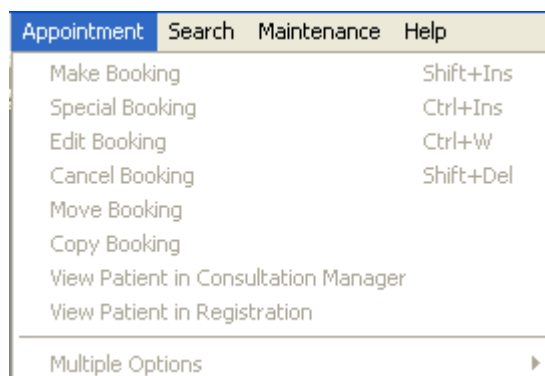 Appointment Search Maintenance Help
Make Booking Shift+Ins
Special Booking Ctrl+Ins
Edit Booking Ctrl+W
Cancel Booking Shift+Del
Move Booking
Copy Booking
View Patient in Consultation Manager
View Patient in Registration
Multiple Options